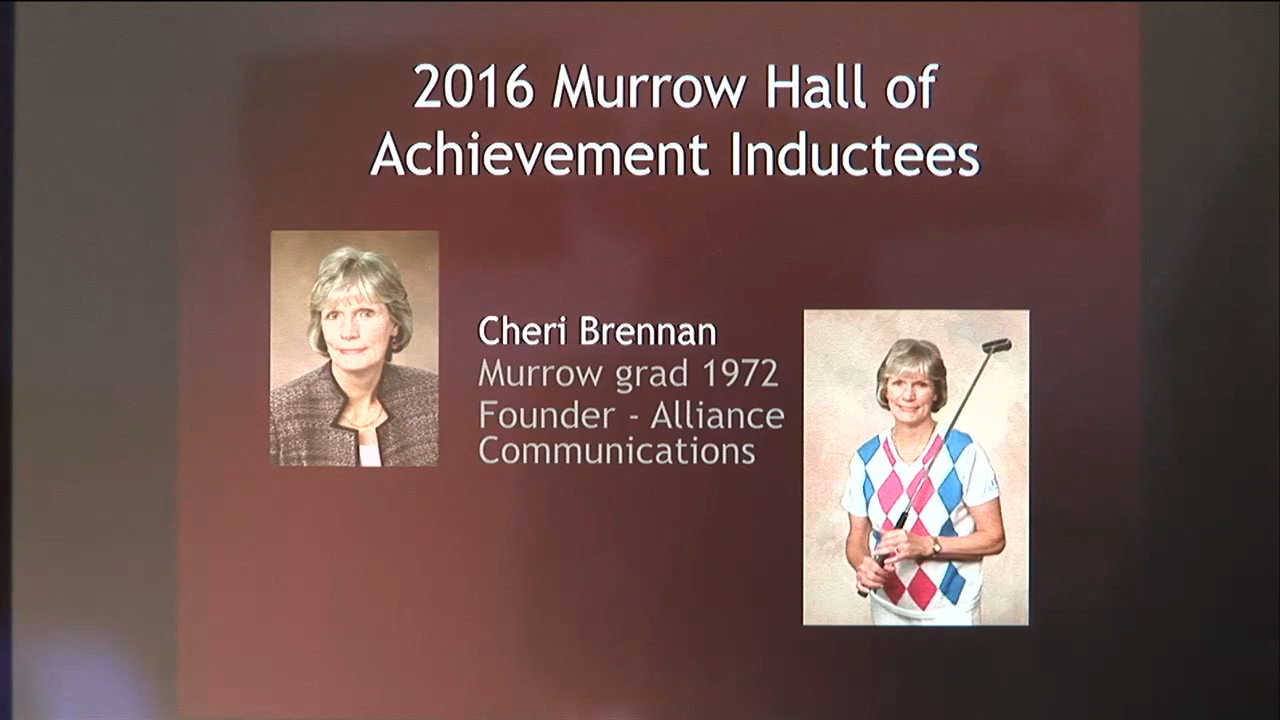 2016 Murrow Hall of
Achievement Inductees
Cheri Brennan
Murrow grad 1972
Founder - Alliance
Communications